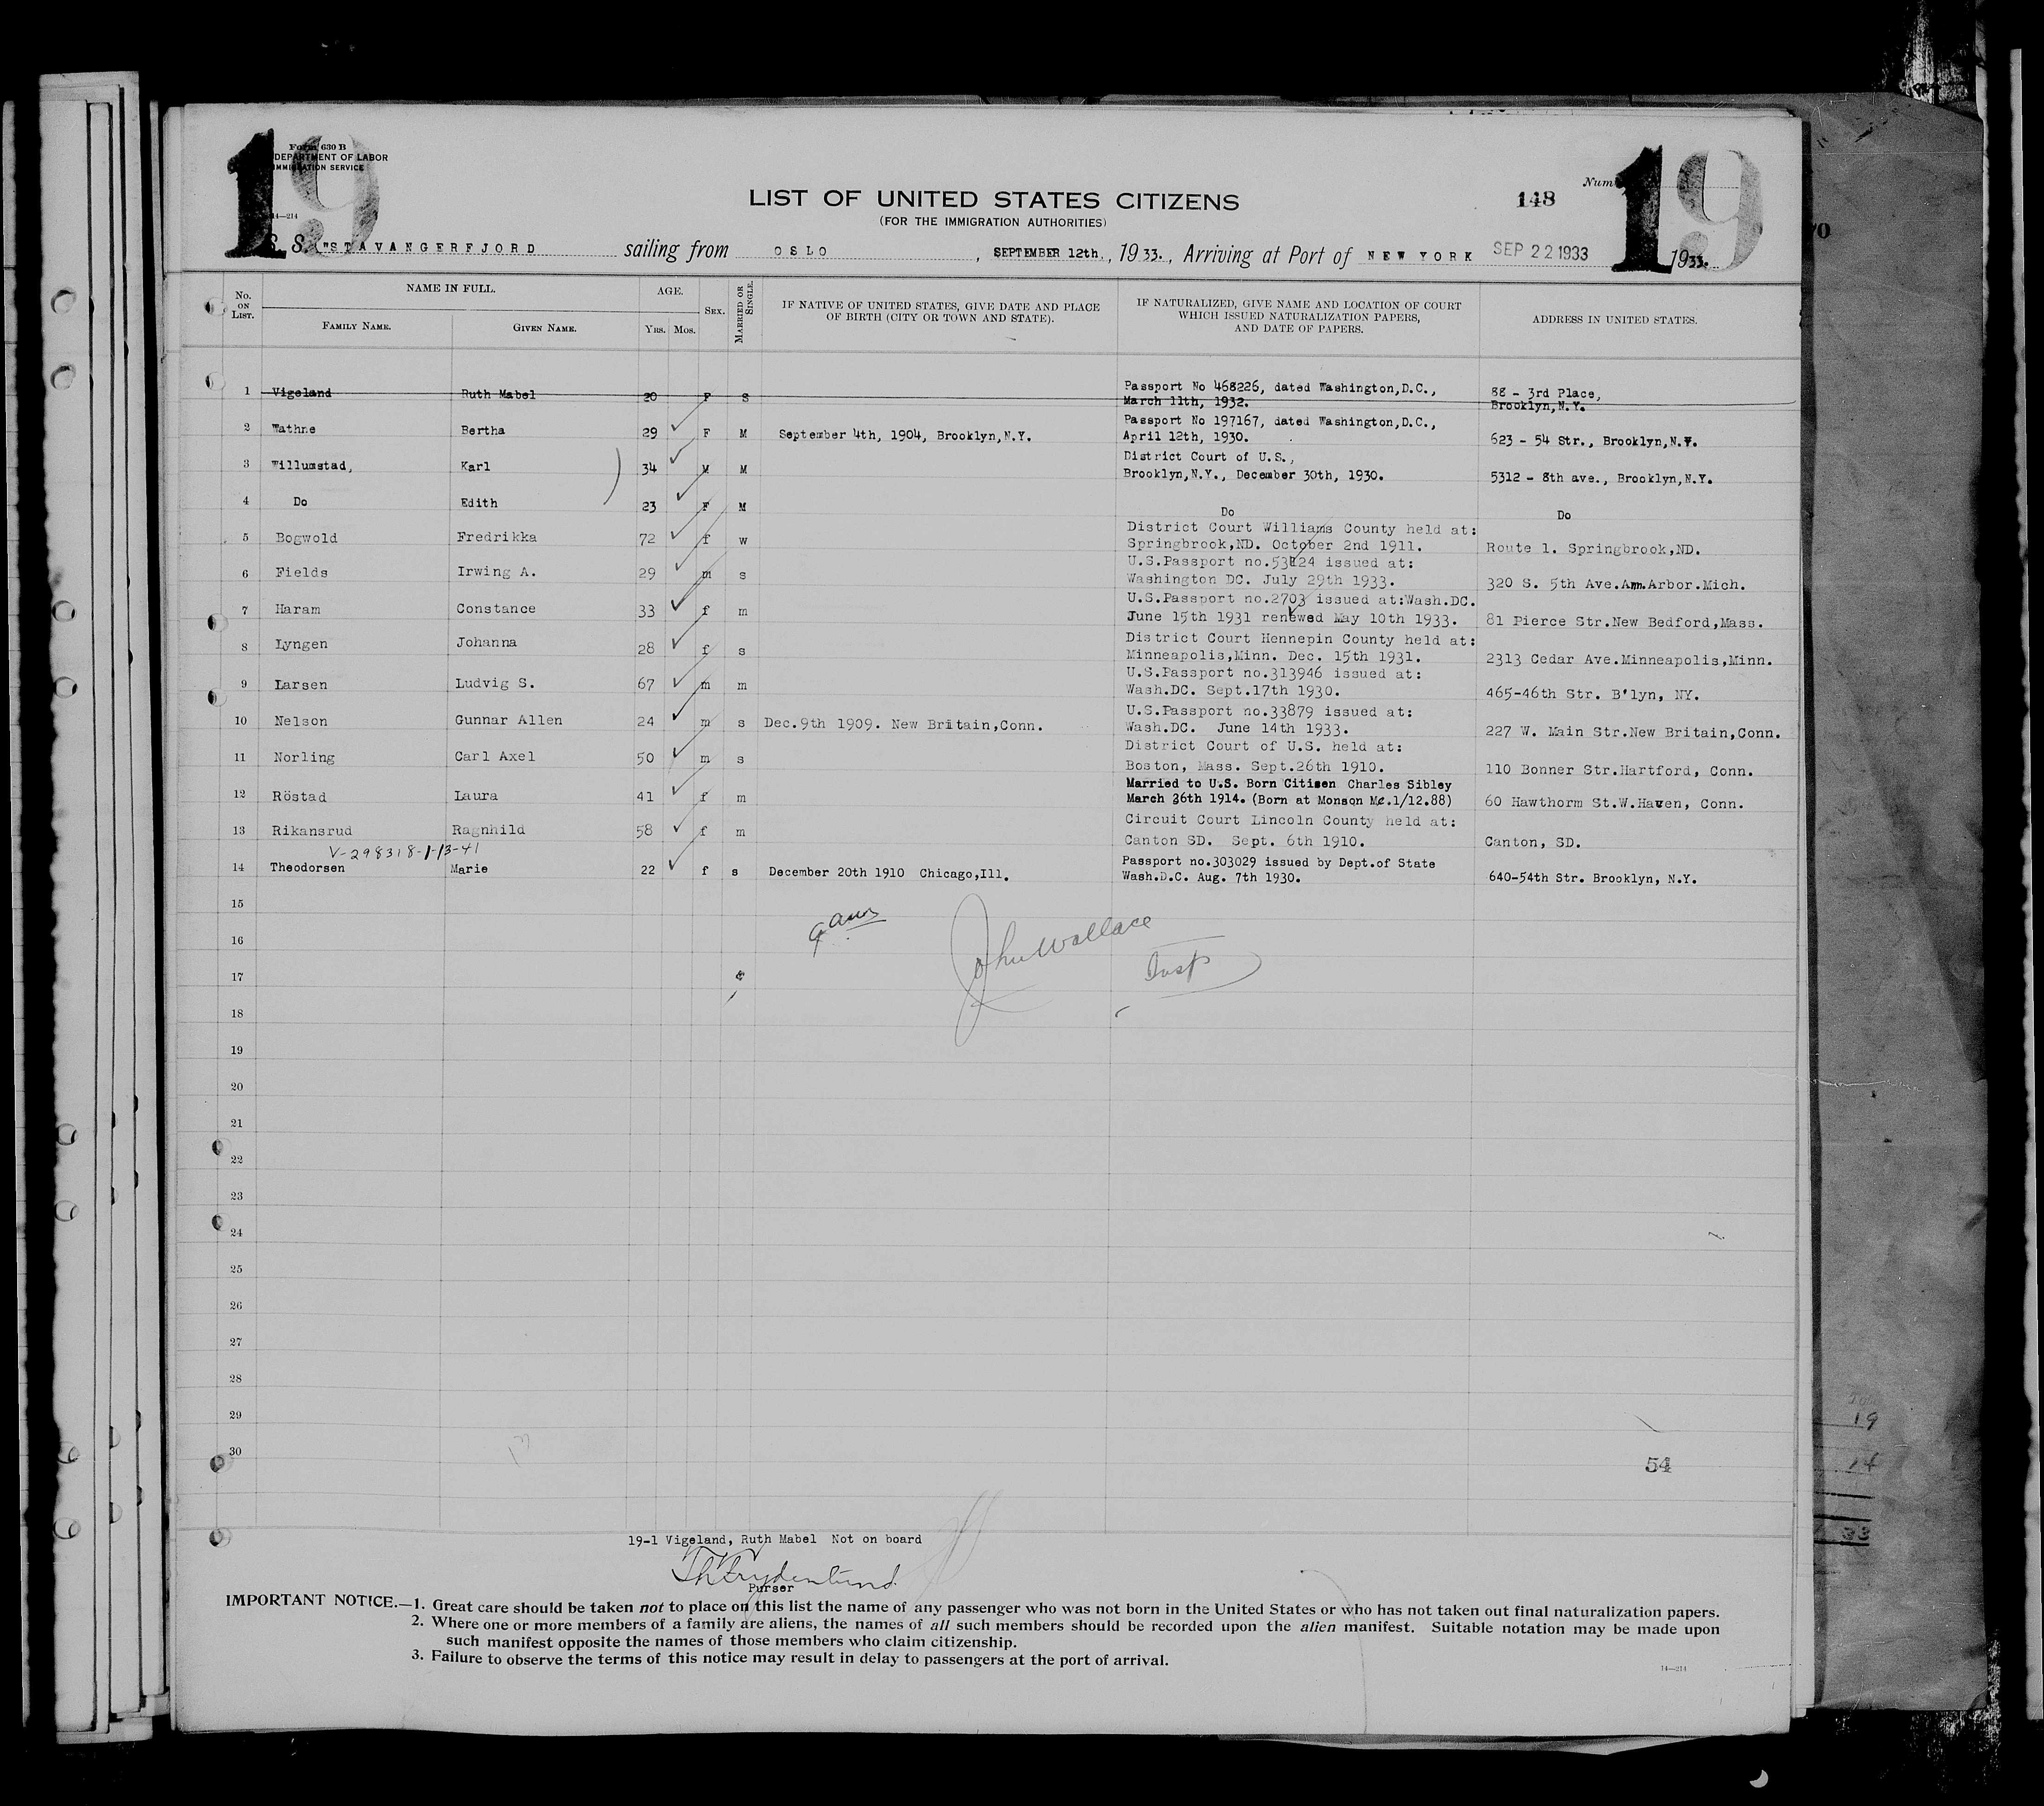 19 19
Form 630 B
DEPARTMENT OF LABOR
IMMIGRATION SERVICE
14—214
LIST OF UNITED STATES CITIZENS
(FOR THE IMMIGRATION AUTHORITIES)
148
S. S. "STAVANGERFJORD sailing from OSLO, SEPTEMBER 12th, 1933., Arriving at Port of NEW YORK SEP 22 1933 1933.
No. ON LIST. NAME IN FULL. FAMILY NAME. GIVEN NAME. AGE. YRS. MOS. SEX. MARRIED OR SINGLE. IF NATIVE OF UNITED STATES, GIVE DATE AND PLACE OF BIRTH (CITY OR TOWN AND STATE). IF NATURALIZED, GIVE NAME AND LOCATION OF COURT WHICH ISSUED NATURALIZATION PAPERS, AND DATE OF PAPERS. ADDRESS IN UNITED STATES.
1 Vigeland Ruth Mabel 20 F S Passport No 468226, dated Washington,D.C., March 11th, 1932. 88 - 3rd Place, Brooklyn,N.Y.
2 Wathne Bertha 29 F M September 4th, 1904, Brooklyn,N.Y. Passport No 197167, dated Washington,D.C., April 12th, 1930. 623 - 54 Str., Brooklyn,N.Y.
3 Willumstad, Karl 34 M M District Court of U.S., Brooklyn,N.Y., December 30th, 1930. 5312 - 8th ave., Brooklyn,N.Y.
4 Do Edith 23 F M Do Do
5 Bogwold Fredrikka 72 f w District Court Williams County held at: Springbrook,ND. October 2nd 1911. Route 1. Springbrook,ND.
6 Fields Irwing A. 29 m s U.S.Passport issued at: Washington DC. July 29th 1933. 320 S. 5th Ave.Ann.Arbor.Mich.
7 Haram Constance 33 f m U.S.Passport no.2703 issued at:Wash.DC. June 15th 1931 renewed May 10th 1933. 81 Pierce Str.New Bedford,Mass.
8 Lyngen Johanna 28 f s District Court Hennepin County held at: Minneapolis,Minn. Dec. 15th 1931. 2313 Cedar Ave.Minneapolis,Minn.
9 Larsen Ludvig S. 67 m m U.S.Passport no.313946 issued at: Wash.DC. Sept.17th 1930. 465-46th Str. B'lyn, NY.
10 Nelson Gunnar Allen 24 m s Dec.9th 1909. New Britain,Conn. U.S.Passport no.33879 issued at: Wash.DC. June 14th 1933. 227 W. Main Str.New Britain,Conn.
11 Norling Carl Axel 50 m s District Court of U.S. held at: Boston, Mass. Sept.26th 1910. 110 Bonner Str.Hartford, Conn.
12 Röstad Laura 41 f m Married to U.S. Born Citisen Charles Sibley March 26th 1914. (Born at Monson Me.1/12.88) 60 Hawthorm St.W.Haven, Conn.
13 Rikansrud Ragnhild 58 f m Circuit Court Lincoln County held at: Canton SD. Sept. 6th 1910. Canton, SD.
V-298318-1-13-41
14 Theodorsen Marie 22 f s December 20th 1910 Chicago,Ill. Passport no.303029 issued by Dept.of State Wash.D.C. Aug. 7th 1930. 640-54th Str. Brooklyn, N.Y.
15
16 John Wallace
17 Insp
18
19
20
21
22
23
24
25
26
27
28
29
30
54
19-1 Vigeland, Ruth Mabel Not on board
Purser
IMPORTANT NOTICE.—1. Great care should be taken not to place on this list the name of any passenger who was not born in the United States or who has not taken out final naturalization papers.
2. Where one or more members of a family are aliens, the names of all such members should be recorded upon the alien manifest. Suitable notation may be made upon
such manifest opposite the names of those members who claim citizenship.
3. Failure to observe the terms of this notice may result in delay to passengers at the port of arrival.
14—214
19
14
33